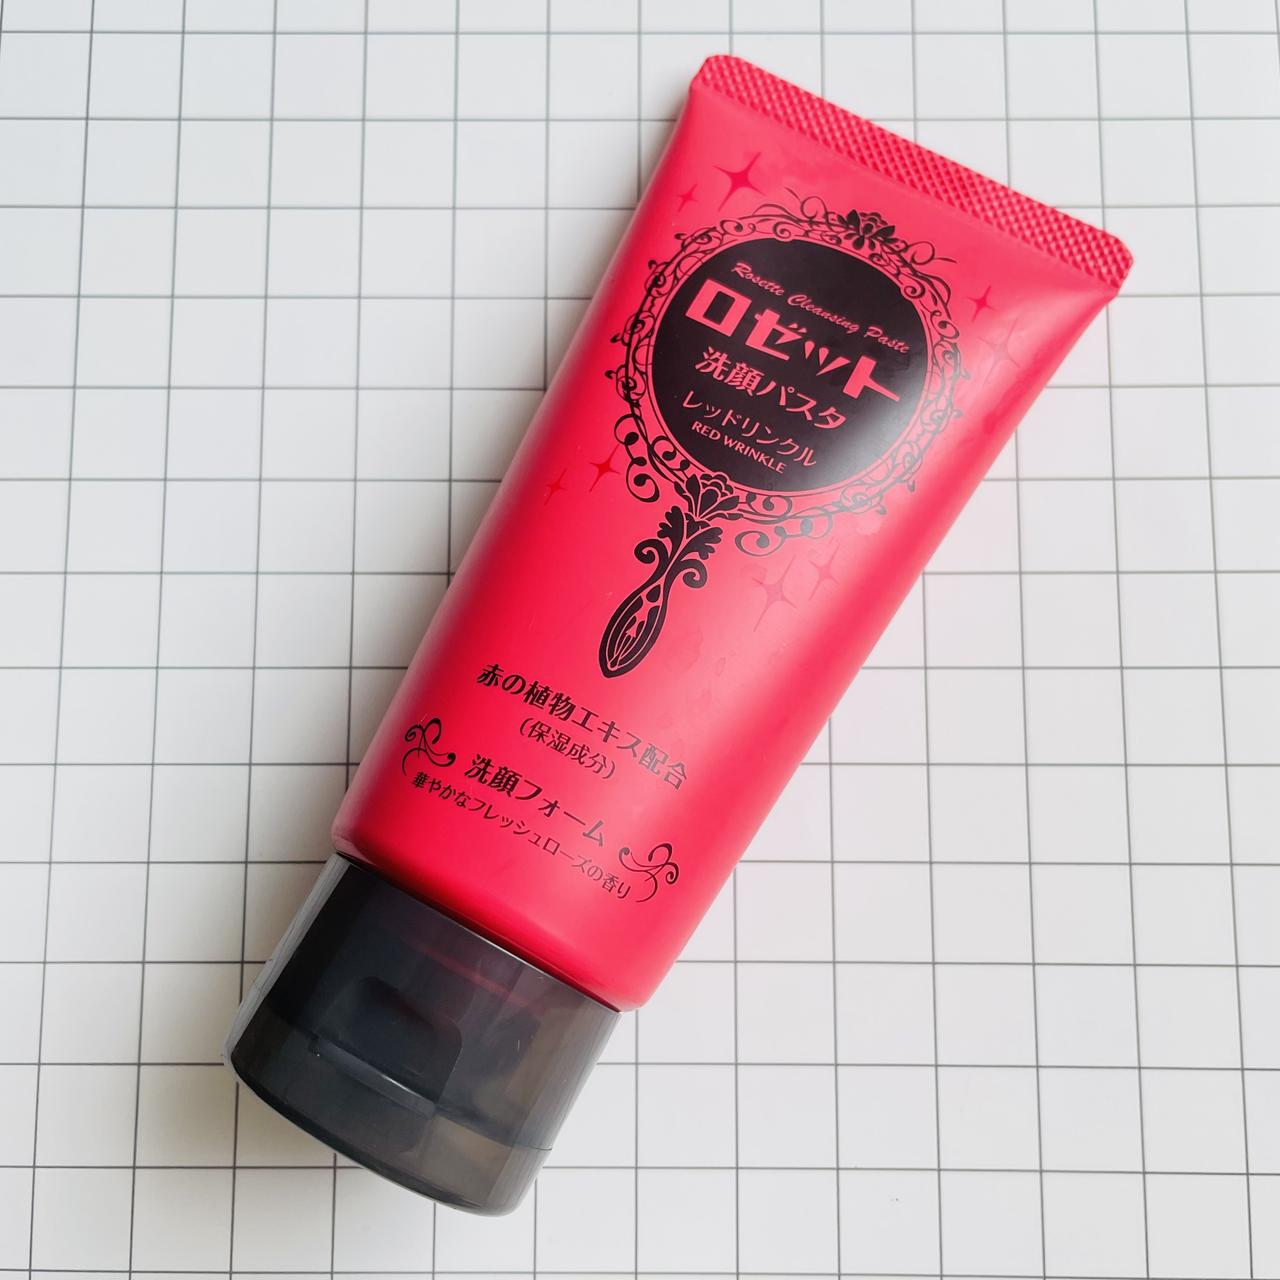 Rosette Cleansing Paste
ロゼット
洗顔パスタ
レッドリンクル
RED WRINKLE
赤の植物エキス配合
(保湿成分)
洗顔フォーム
華やかなフレッシュローズの香り